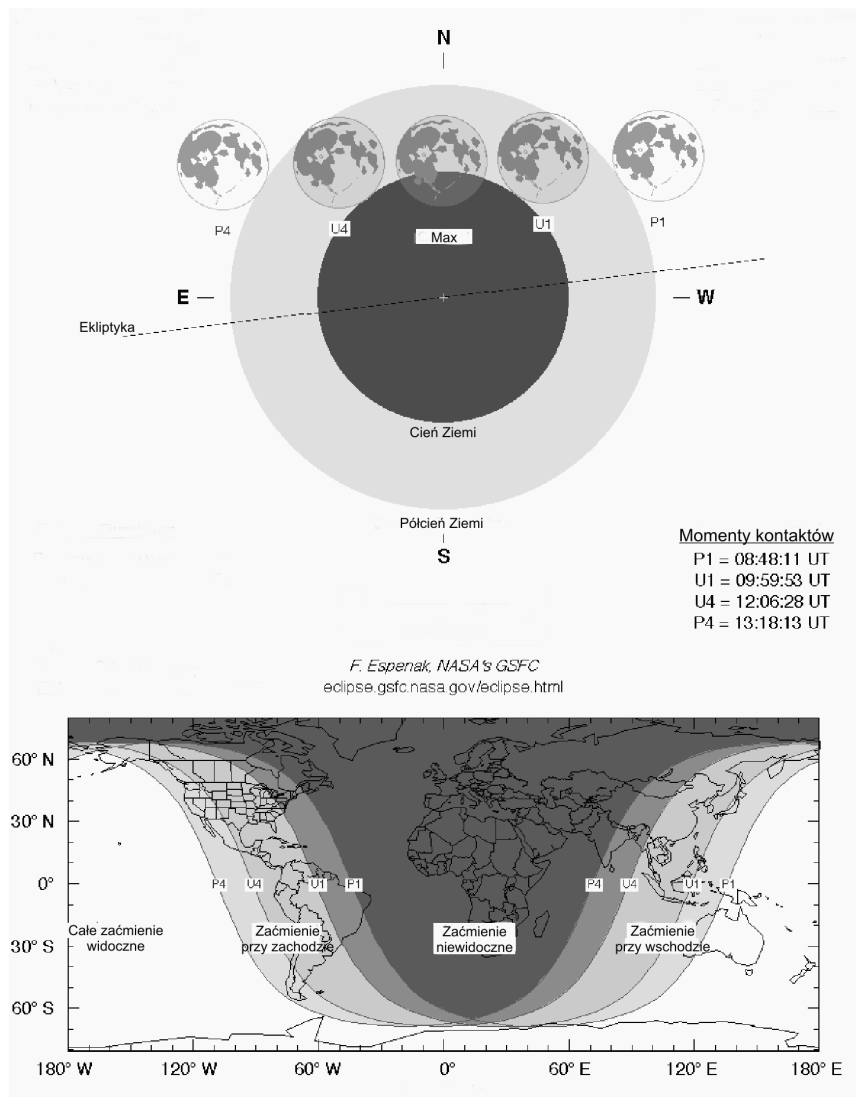 N
P4
U4
Max
U1
P1
E
W
Ekliptyka
Cień Ziemi
Półcień Ziemi
S
Momenty kontaktów
P1 = 08:48:11 UT
U1 = 09:59:53 UT
U4 = 12:06:28 UT
P4 = 13:18:13 UT
F. Espenak, NASA's GSFC
eclipse.gsfc.nasa.gov/eclipse.html
60° N
30° N
0°
30° S
60° S
P4 U4 U1 P1 P4 U4 U1 P1
Całe zaćmienie
widoczne
Zaćmienie
przy zachodzie
Zaćmienie
niewidoczne
Zaćmienie
przy wschodzie
180° W 120° W 60° W 0° 60° E 120° E 180° E